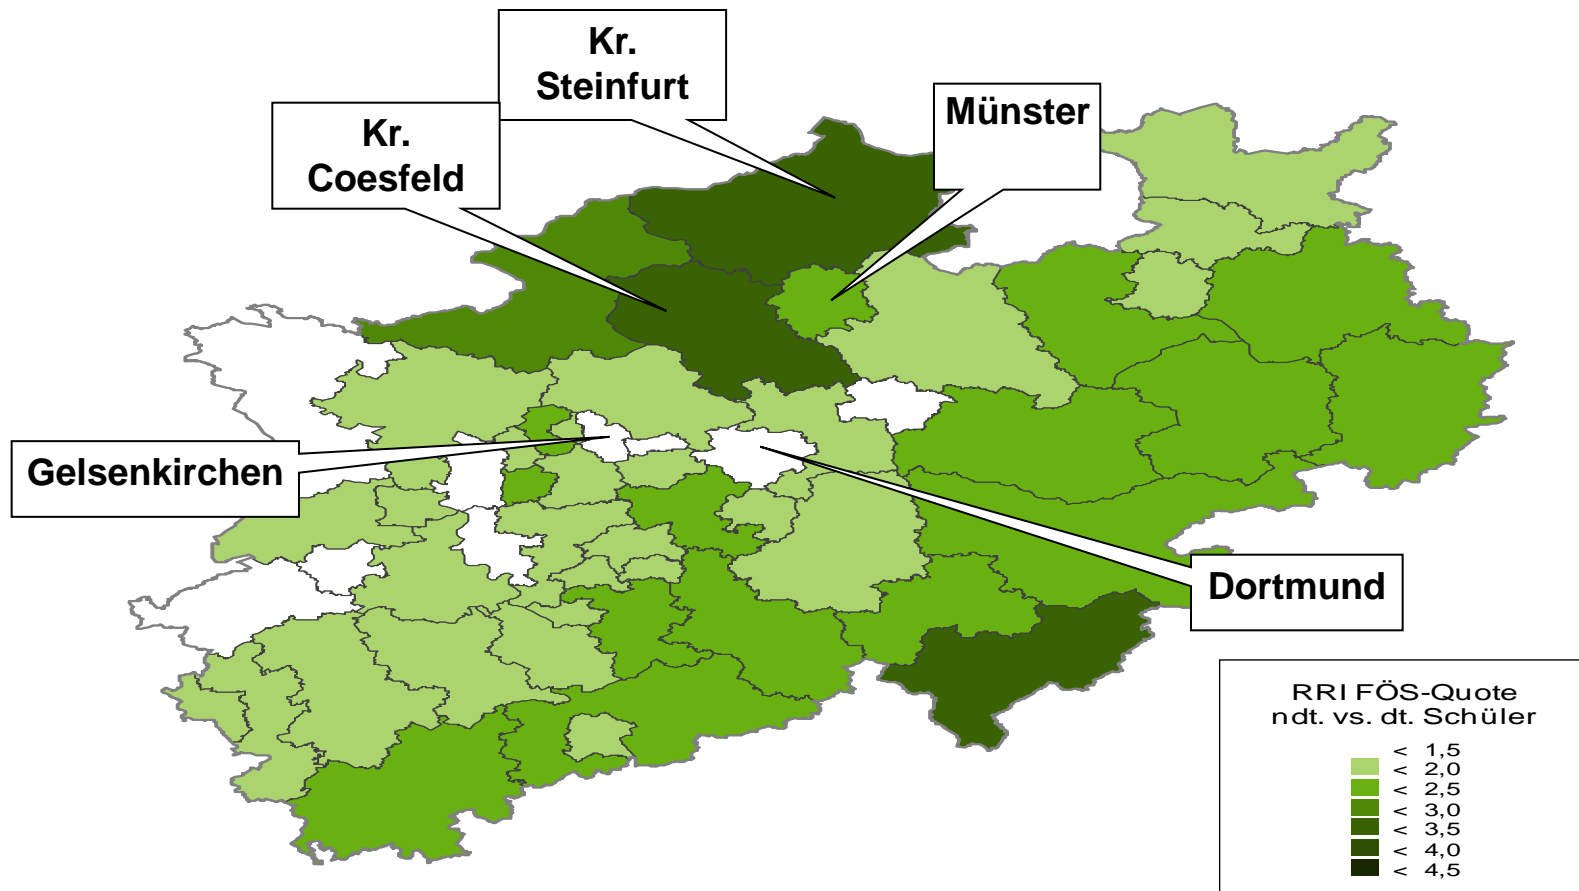 Kr.
Steinfurt
Kr.
Coesfeld
Münster
Gelsenkirchen
Dortmund
RRI FÖS-Quote
ndt. vs. dt. Schüler
< 1,5
< 2,0
< 2,5
< 3,0
< 3,5
< 4,0
< 4,5